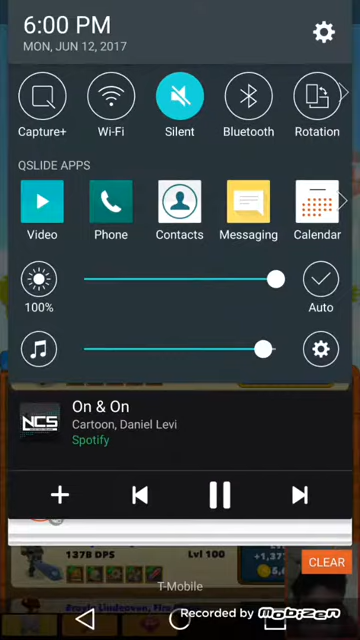 6:00 PM
MON, JUN 12, 2017
Capture+ Wi-Fi Silent Bluetooth Rotation
QSLIDE APPS
Video Phone Contacts Messaging Calendar
100% Auto
NCS
On & On
Cartoon, Daniel Levi
Spotify
137B DPS Lvl 100
CLEAR
T-Mobile
Recorded by mobizen